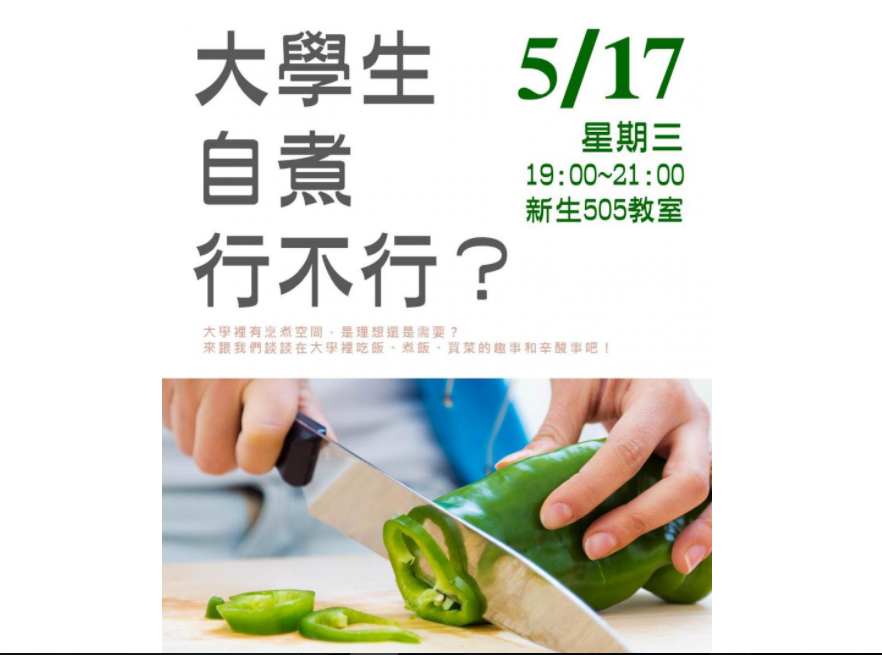 大學生
自煮
行不行？
5/17
星期三
19:00~21:00
新生505教室
大學裡有烹煮空間，是理想還是需要？
來跟我們談談在大學裡吃飯、煮飯、買菜的趣事和辛酸事吧！